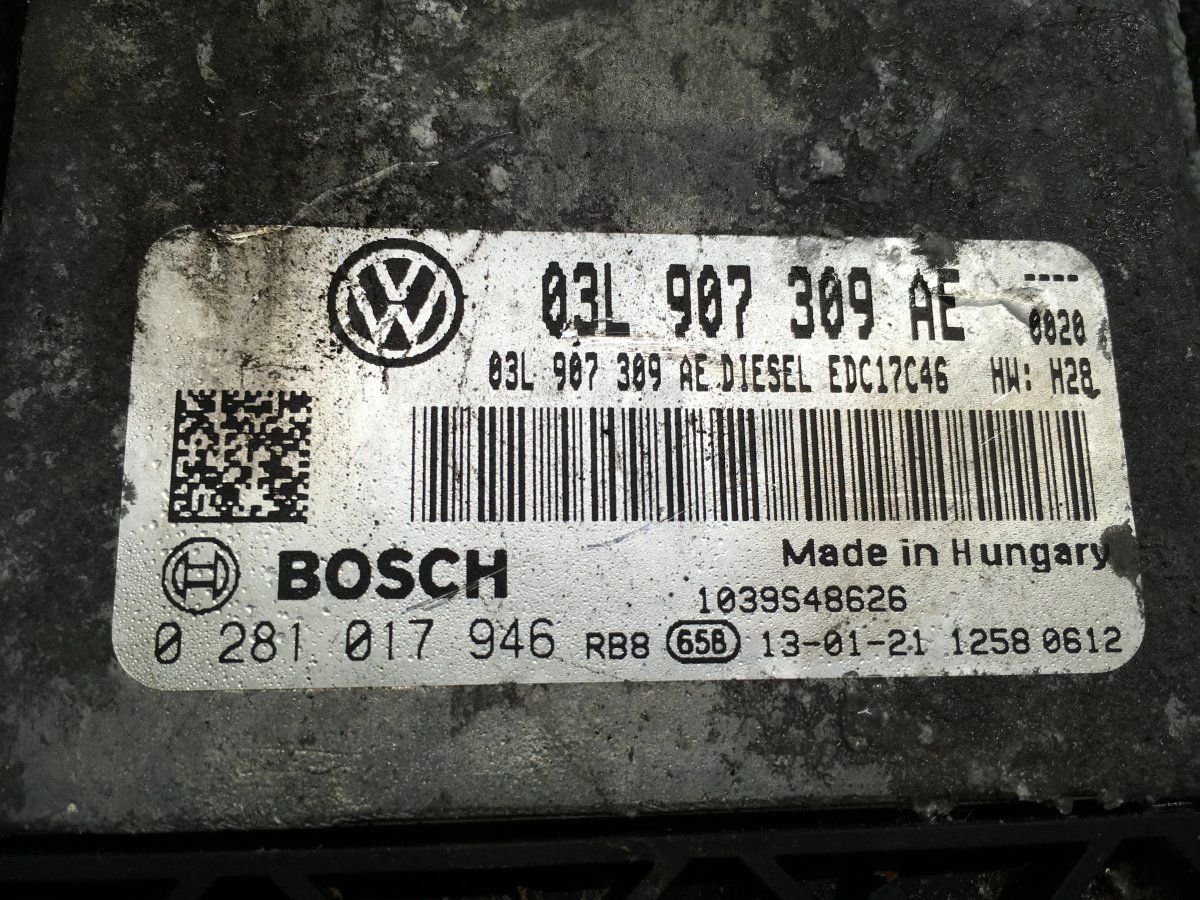 03L 907 309 AE ----
0020
03L 907 309 AE DIESEL EDC17C46 HW: H28
BOSCH
Made in Hungary
1039S48626
0 281 017 946 RB8 658 13-01-21 1258 0612